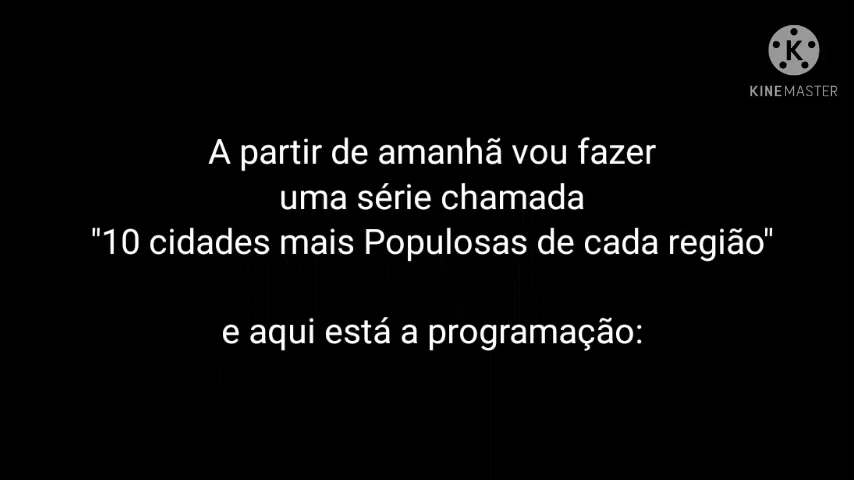 K
KINEMASTER
A partir de amanhã vou fazer
uma série chamada
"10 cidades mais Populosas de cada região"
e aqui está a programação: